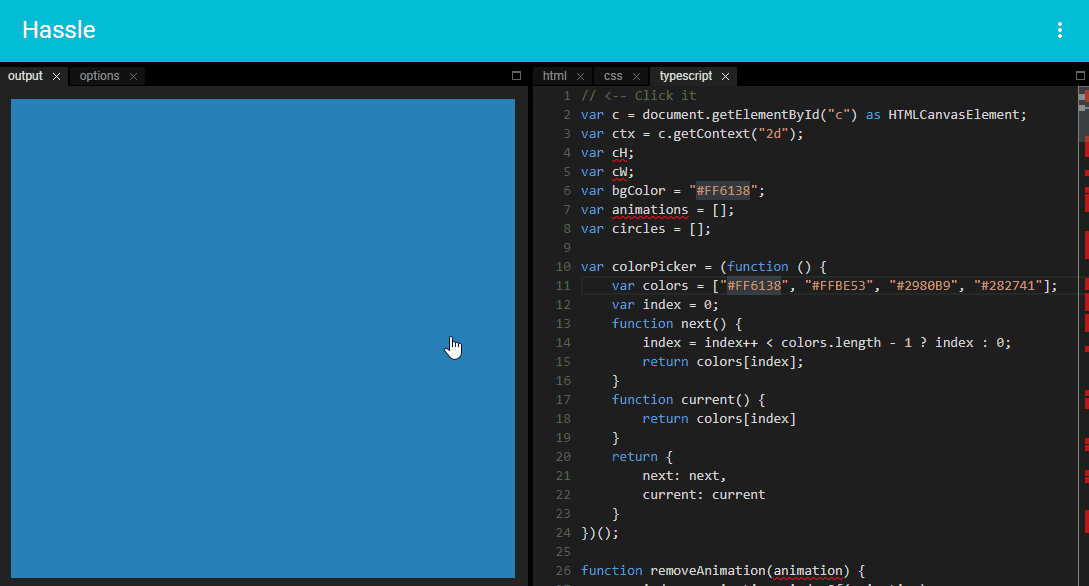 Hassle
output
options
html
css
typescript
1 // <-- Click it
2 var c = document.getElementById("c") as HTMLCanvasElement;
3 var ctx = c.getContext("2d");
4 var cH;
5 var cW;
6 var bgColor = "#FF6138";
7 var animations = [];
8 var circles = [];
9
10 var colorPicker = (function () {
11     var colors = ["#FF6138", "#FFBE53", "#2980B9", "#282741"];
12     var index = 0;
13     function next() {
14         index = index++ < colors.length - 1 ? index : 0;
15         return colors[index];
16     }
17     function current() {
18         return colors[index]
19     }
20     return {
21         next: next,
22         current: current
23     }
24 })();
25
26 function removeAnimation(animation) {